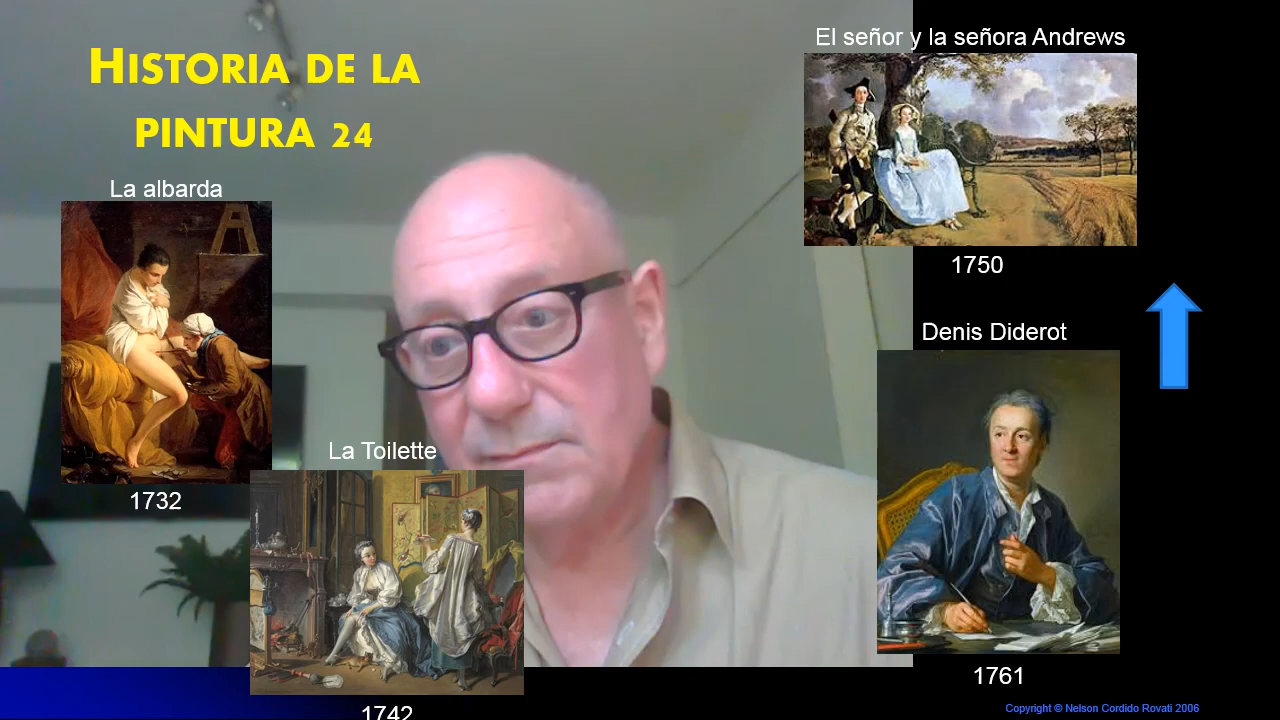 HISTORIA DE LA
PINTURA 24
La albarda
1732
La Toilette
1742
El señor y la señora Andrews
1750
Denis Diderot
1761
Copyright © Nelson Cordido Rovati 2006